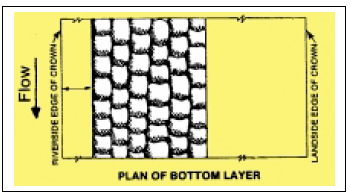 Flow
RIVERSIDE EDGE OF CROWN
LANDSIDE EDGE OF CROWN
PLAN OF BOTTOM LAYER